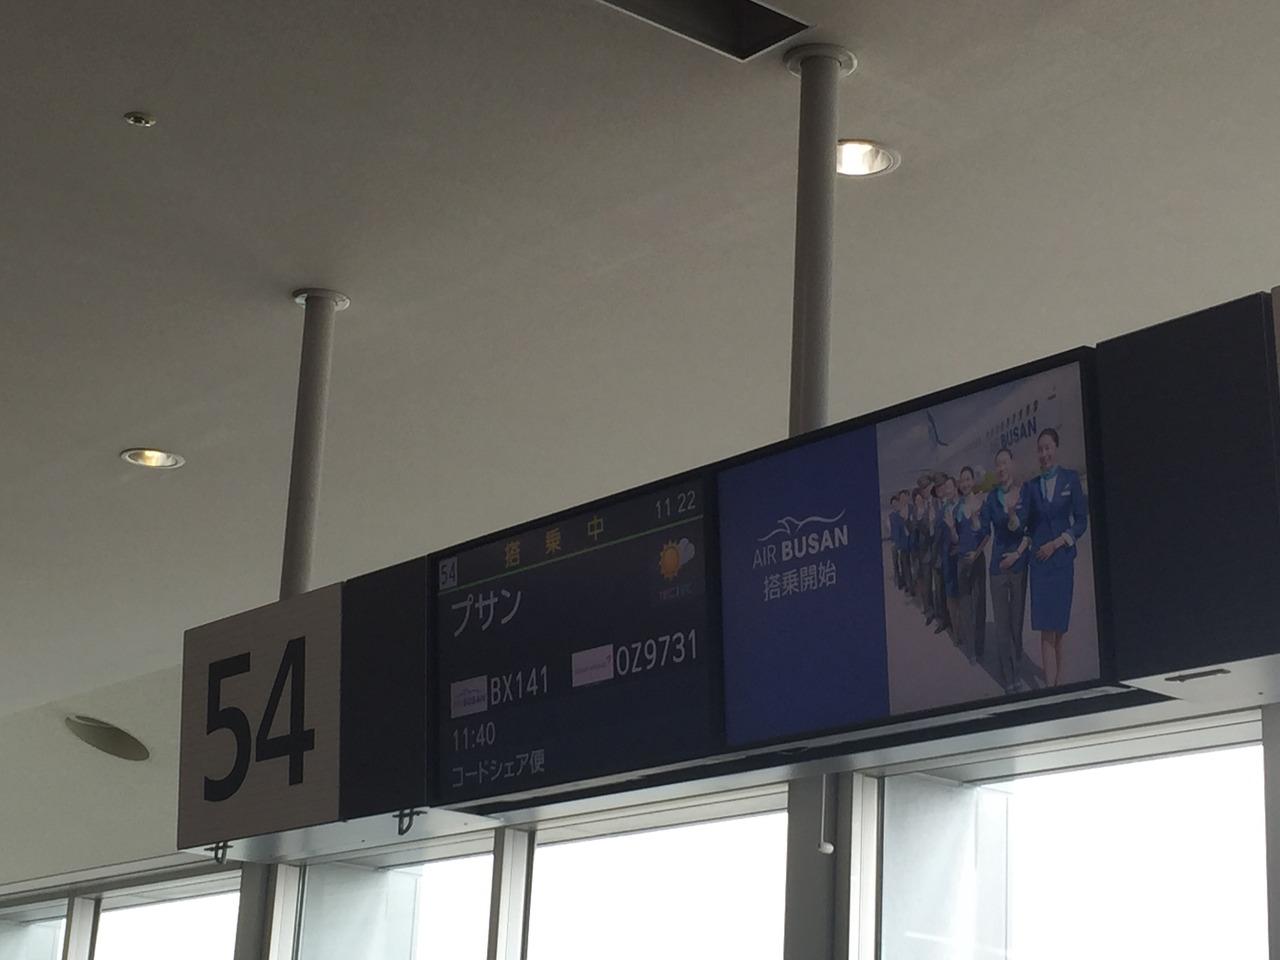 54
54 搭乗中 11 22
プサン
BX141 OZ9731
11:40
コードシェア便
AIR BUSAN
搭乗開始
BUSAN